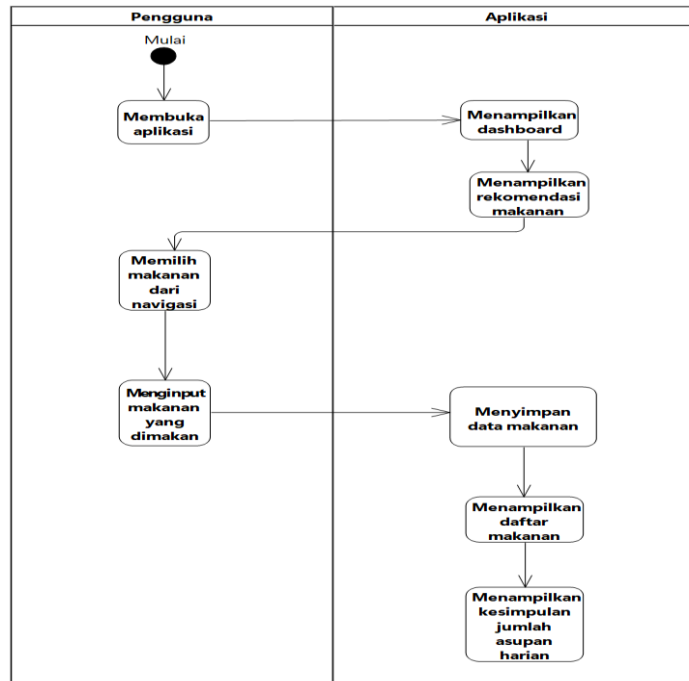 Pengguna
Aplikasi
Mulai
Membuka
aplikasi
Menampilkan
dashboard
Menampilkan
rekomendasi
makanan
Memilih
makanan
dari
navigasi
Menginput
makanan
yang
dimakan
Menyimpan
data makanan
Menampilkan
daftar
makanan
Menampilkan
kesimpulan
jumlah
asupan
harian